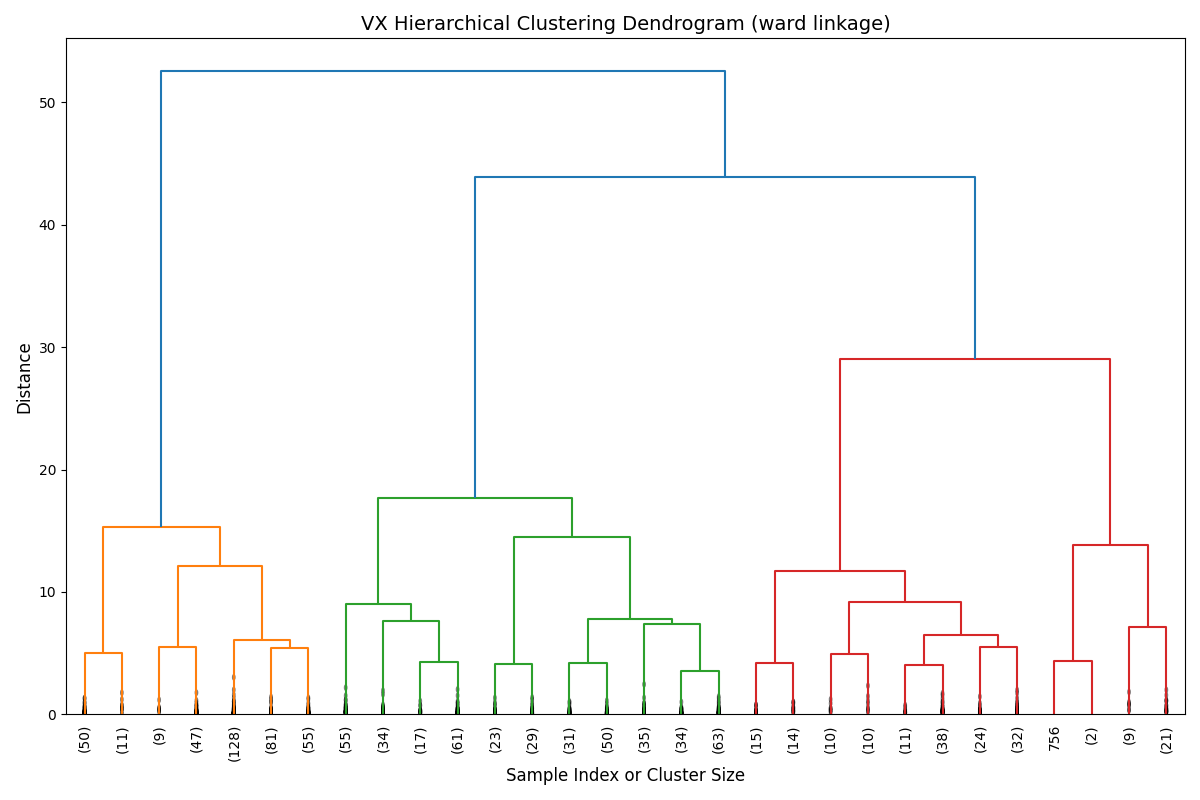 VX Hierarchical Clustering Dendrogram (ward linkage)
Distance
50
40
30
20
10
0
(50) (11) (9) (47) (128) (81) (55) (55) (34) (17) (61) (23) (29) (31) (50) (35) (34) (63) (15) (14) (10) (10) (11) (38) (24) (32) 756 (2) (9) (21)
Sample Index or Cluster Size